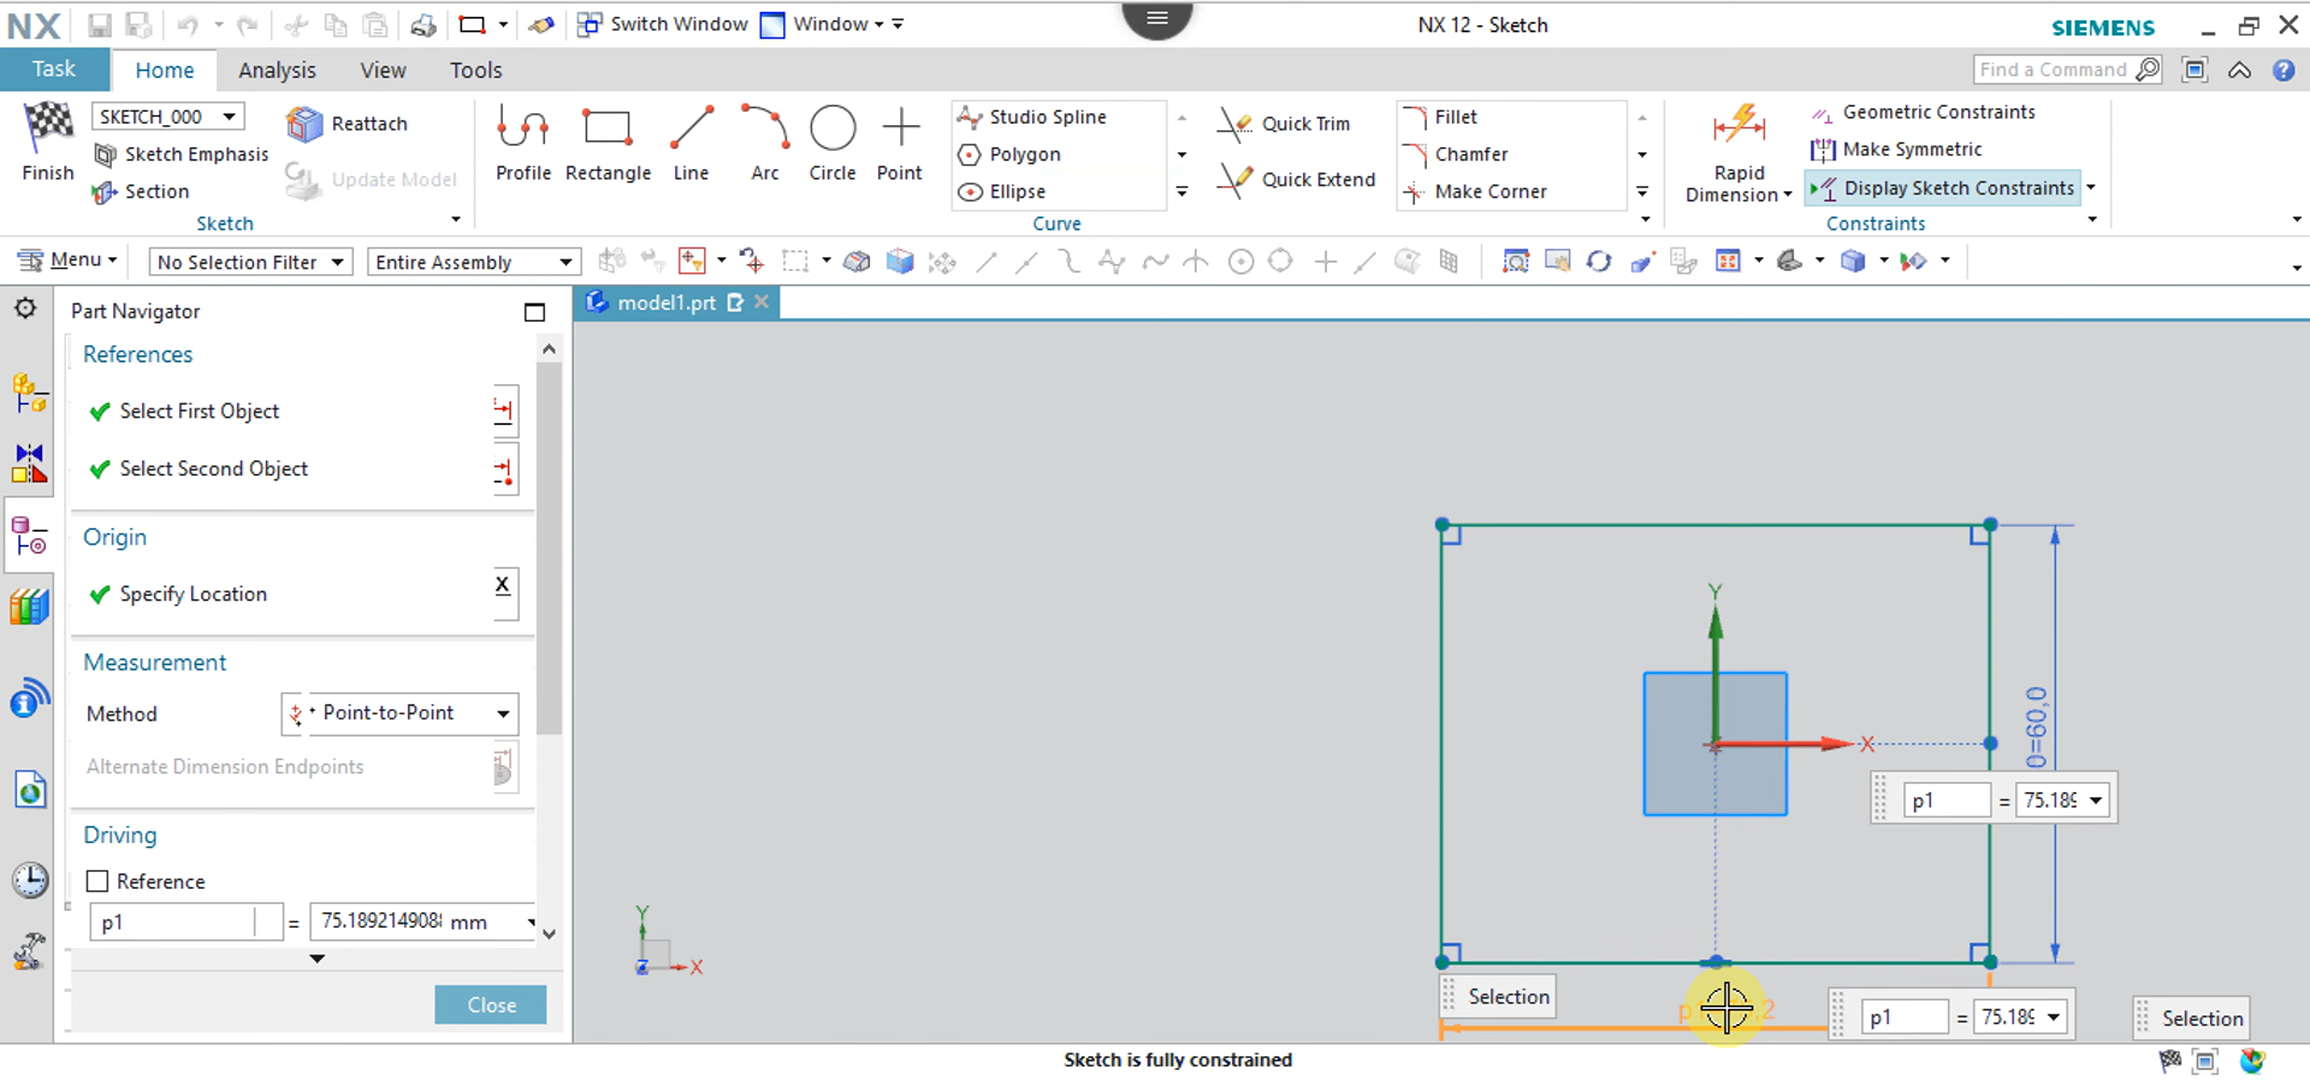 NX Switch Window Window NX 12 - Sketch SIEMENS
Task Home Analysis View Tools Find a Command
SKETCH_000 Reattach Studio Spline Quick Trim Fillet Geometric Constraints
Finish Sketch Emphasis Profile Rectangle Line Arc Circle Point Polygon Chamfer Rapid Dimension Make Symmetric
Section Update Model Ellipse Quick Extend Make Corner Display Sketch Constraints
Sketch Curve Constraints
Menu No Selection Filter Entire Assembly
Part Navigator model1.prt
References
Select First Object
Select Second Object
Origin
Specify Location
Y
Measurement
Method Point-to-Point
X
Alternate Dimension Endpoints
0=60,0
p1 = 75.189
Driving
Reference
p1 = 75.1892149088 mm
Y
X
Selection
p1 = 75.189 Selection
Close
Sketch is fully constrained